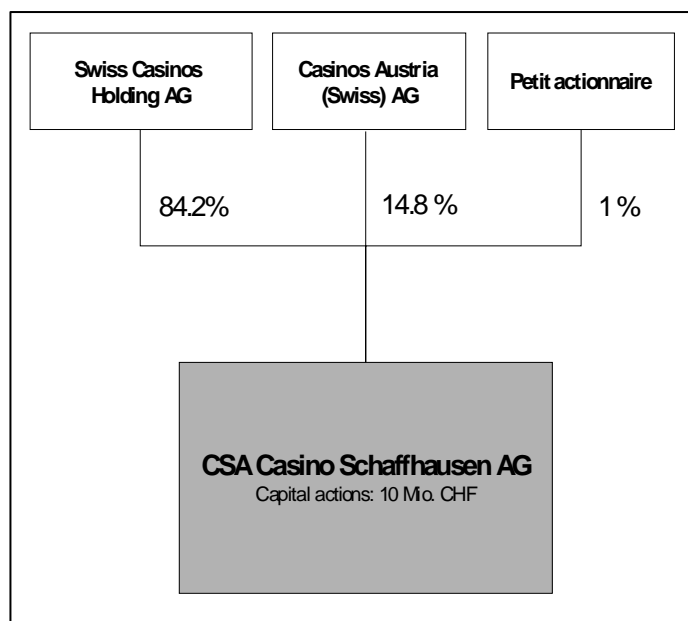 Swiss Casinos
Holding AG
Casinos Austria
(Swiss) AG
Petit actionnaire
84.2%
14.8 %
1 %
CSA Casino Schaffhausen AG
Capital actions: 10 Mio. CHF